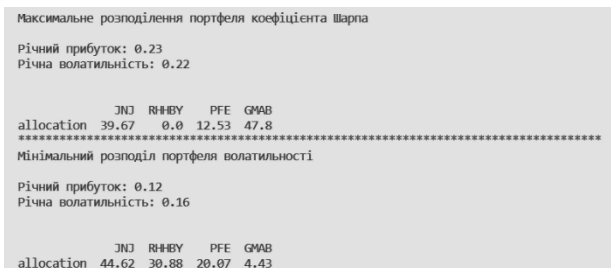 Максимальне розподілення портфеля коефіцієнта Шарпа
Річний прибуток: 0.23
Річна волатильність: 0.22
JNJ RHHBY PFE GMAB
allocation 39.67 0.0 12.53 47.8
********************************************************************************
Мінімальний розподіл портфеля волатильності
Річний прибуток: 0.12
Річна волатильність: 0.16
JNJ RHHBY PFE GMAB
allocation 44.62 30.88 20.07 4.43